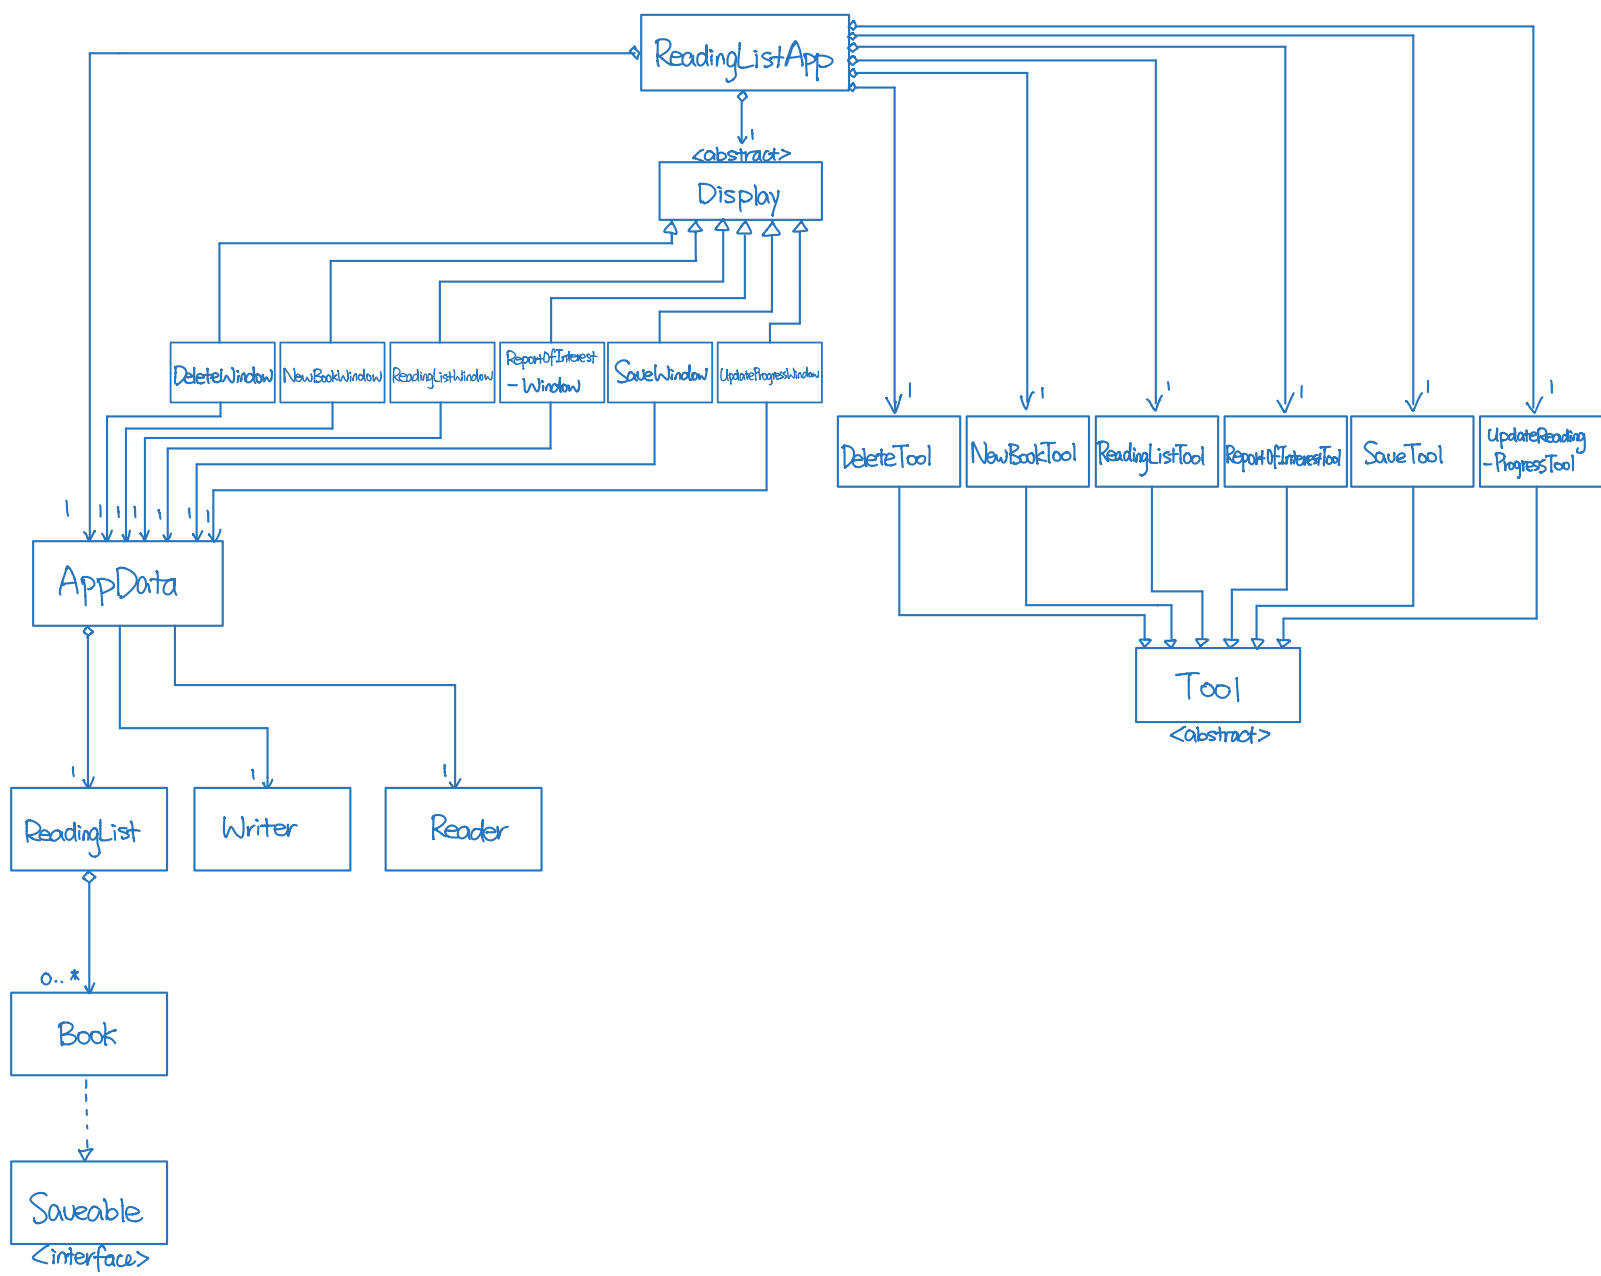 ReadingListApp
1
<abstract>
Display
DeleteWindow
NewBookWindow
ReadingListWindow
ReportOfInterest
- Window
SaveWindow
UpdateProgressWindow
1
1
1
1
1
1
DeleteTool
NewBookTool
ReadingListTool
ReportOfInterestTool
SaveTool
UpdateReading
- ProgressTool
1
1
1
1
1
1
1
AppData
Tool
<abstract>
1
1
1
ReadingList
Writer
Reader
0..*
Book
Saveable
<interface>